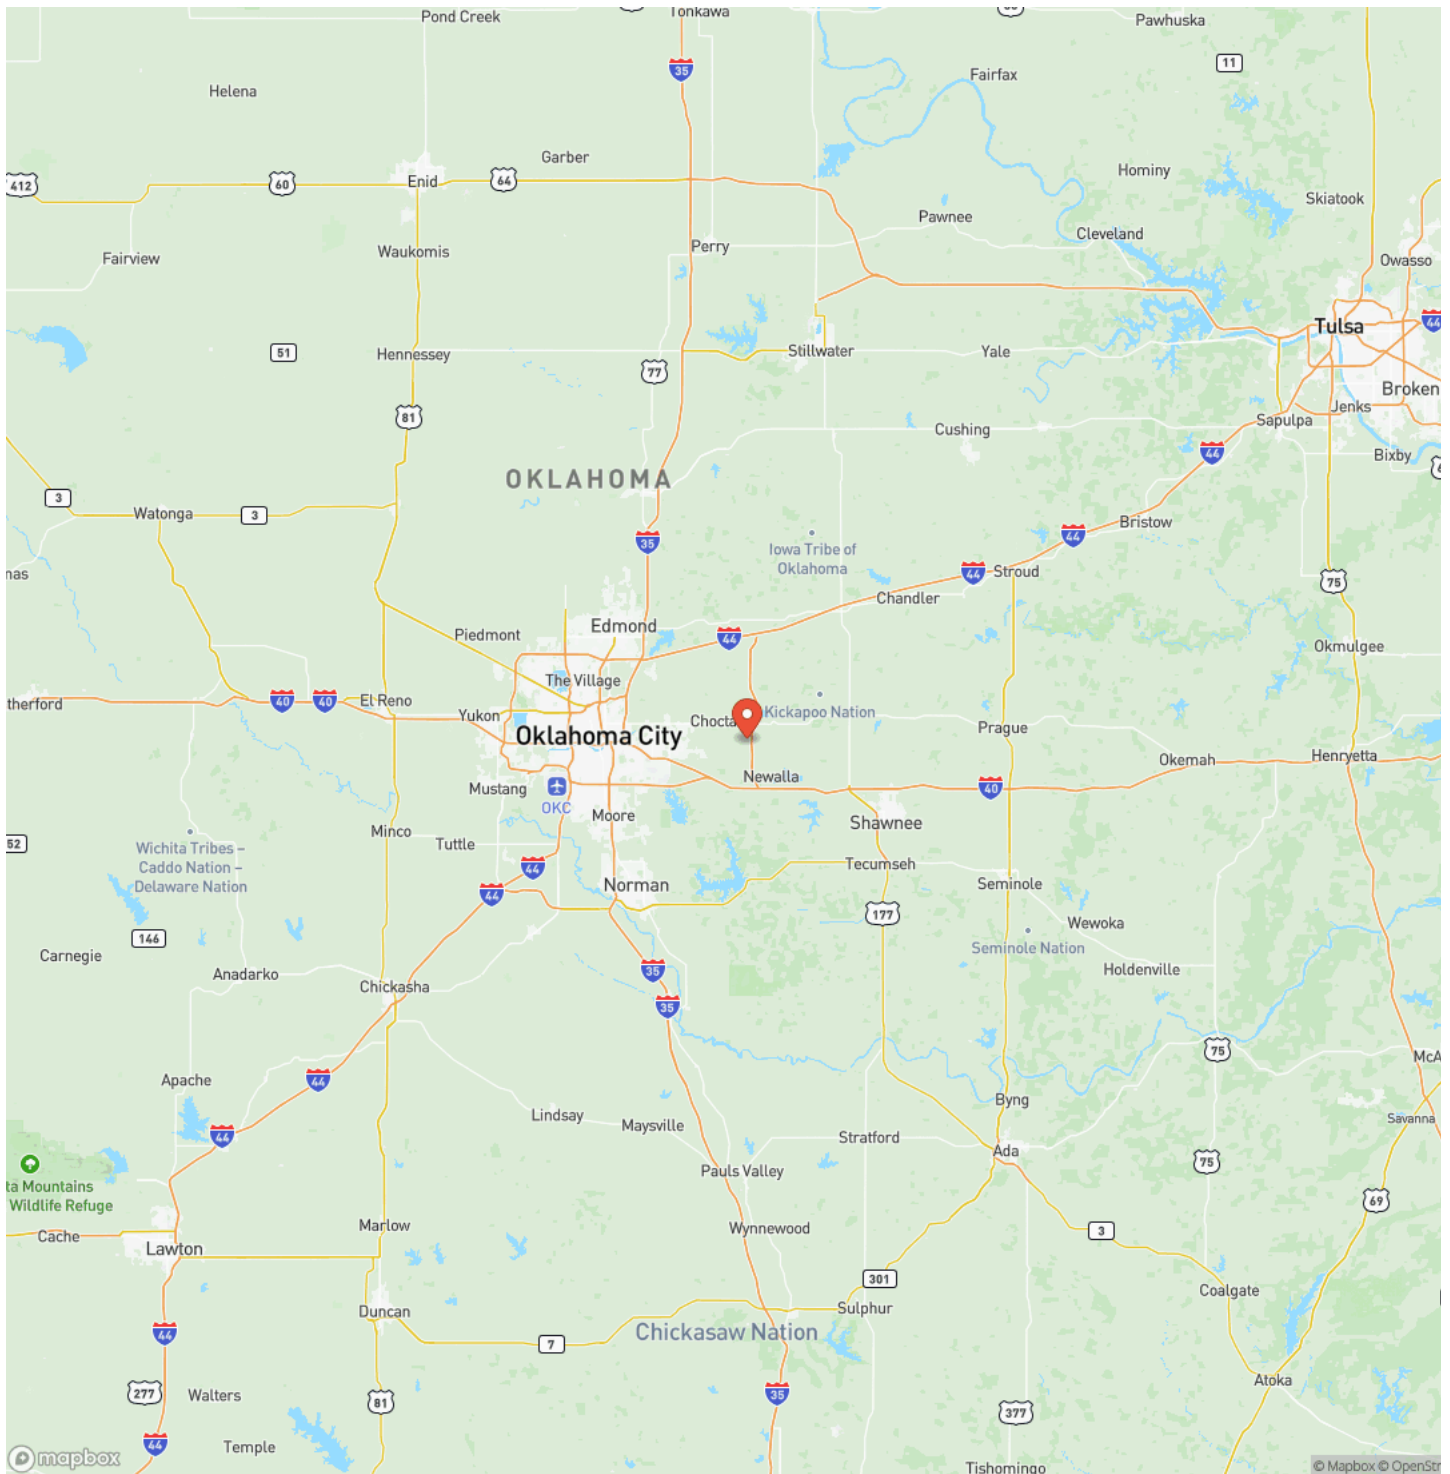 Pond Creek
Tonkawa
Pawhuska
35
11
Fairfax
Helena
Garber
Hominy
412
60
Enid
64
Skiatook
Pawnee
Cleveland
Waukomis
Perry
Fairview
Owasso
Tulsa
44
51
Hennessey
77
Stillwater
Yale
Broken
81
Jenks
Sapulpa
Cushing
44
Bixby
OKLAHOMA
3
Watonga
3
Bristow
35
44
Iowa Tribe of
Oklahoma
nas
44
Stroud
75
Chandler
Edmond
Piedmont
44
Okmulgee
The Village
40
40
El Reno
therford
Yukon
Chocta
Kickapoo Nation
Oklahoma City
Prague
Henryetta
Okemah
Newalla
Mustang
OKC
40
Moore
Shawnee
Minco
Tuttle
52
Wichita Tribes –
Caddo Nation –
Delaware Nation
44
44
Tecumseh
Norman
Seminole
177
Wewoka
146
Seminole Nation
Carnegie
Anadarko
35
Holdenville
Chickasha
35
75
McA
Apache
44
Byng
Lindsay
Maysville
Savanna
44
Stratford
Ada
ta Mountains
Wildlife Refuge
Pauls Valley
75
69
Marlow
Wynnewood
3
Cache
Lawton
301
Coalgate
Duncan
Sulphur
44
7
Chickasaw Nation
277
Walters
81
35
Atoka
377
44
Temple
mapbox
Tishomingo
© Mapbox © OpenStr